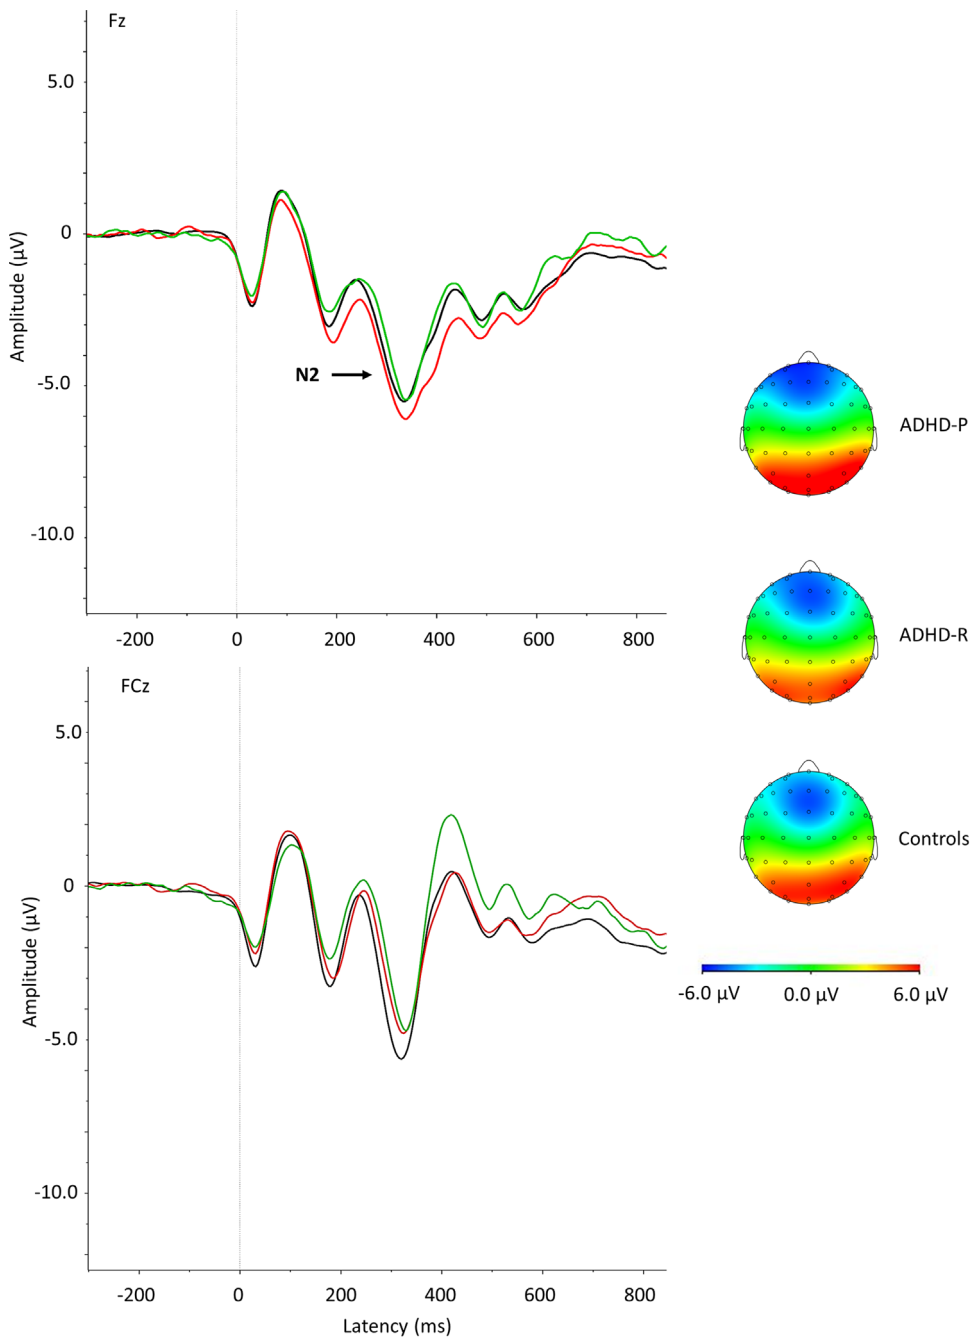 Fz
5.0
0
-5.0
-10.0
Amplitude (µV)
N2
-200 0 200 400 600 800
FCz
5.0
0
-5.0
-10.0
Amplitude (µV)
-200 0 200 400 600 800
Latency (ms)
ADHD-P
ADHD-R
Controls
-6.0 µV 0.0 µV 6.0 µV